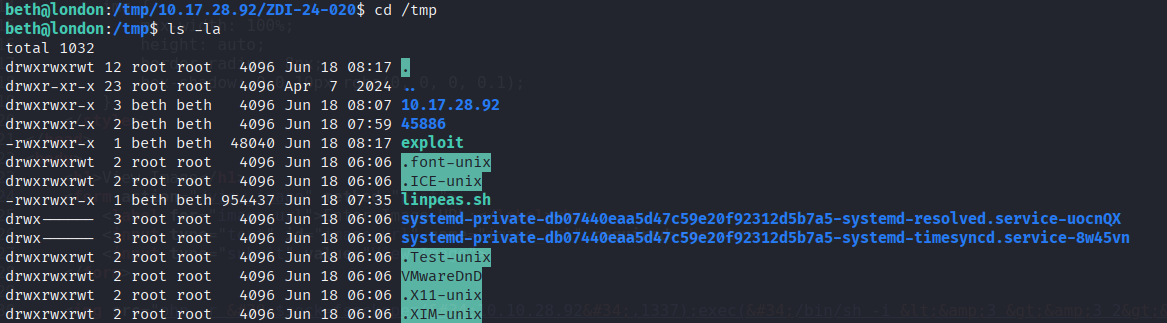 beth@london:/tmp/10.17.28.92/ZDI-24-020$ cd /tmp
beth@london:/tmp$ ls -la
total 1032
drwxrwxrwt 12 root root   4096 Jun 18 08:17 .
drwxr-xr-x 23 root root   4096 Apr  7  2024 ..
drwxrwxr-x  3 beth beth   4096 Jun 18 08:07 10.17.28.92
drwxrwxr-x  2 beth beth   4096 Jun 18 07:59 45886
-rwxrwxr-x  1 beth beth  48040 Jun 18 08:17 exploit
drwxrwxrwt  2 root root   4096 Jun 18 06:06 .font-unix
drwxrwxrwt  2 root root   4096 Jun 18 06:06 .ICE-unix
-rwxrwxr-x  1 beth beth 954437 Jun 18 07:35 linpeas.sh
drwx------  3 root root   4096 Jun 18 06:06 systemd-private-db07440eaa5d47c59e20f92312d5b7a5-systemd-resolved.service-uocnQX
drwx------  3 root root   4096 Jun 18 06:06 systemd-private-db07440eaa5d47c59e20f92312d5b7a5-systemd-timesyncd.service-8w45vn
drwxrwxrwt  2 root root   4096 Jun 18 06:06 .Test-unix
drwxrwxrwt  2 root root   4096 Jun 18 06:06 VMwareDnD
drwxrwxrwt  2 root root   4096 Jun 18 06:06 .X11-unix
drwxrwxrwt  2 root root   4096 Jun 18 06:06 .XIM-unix